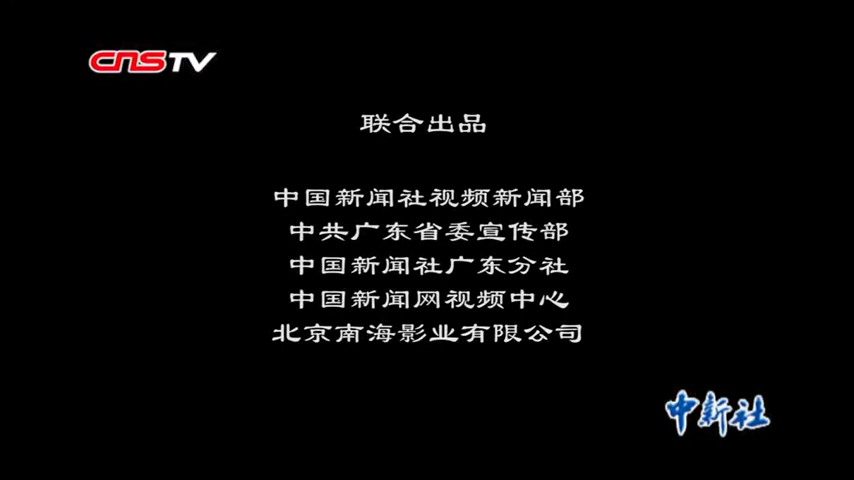 CNSTV
联合出品
中国新闻社视频新闻部
中共广东省委宣传部
中国新闻社广东分社
中国新闻网视频中心
北京南海影业有限公司
中新社